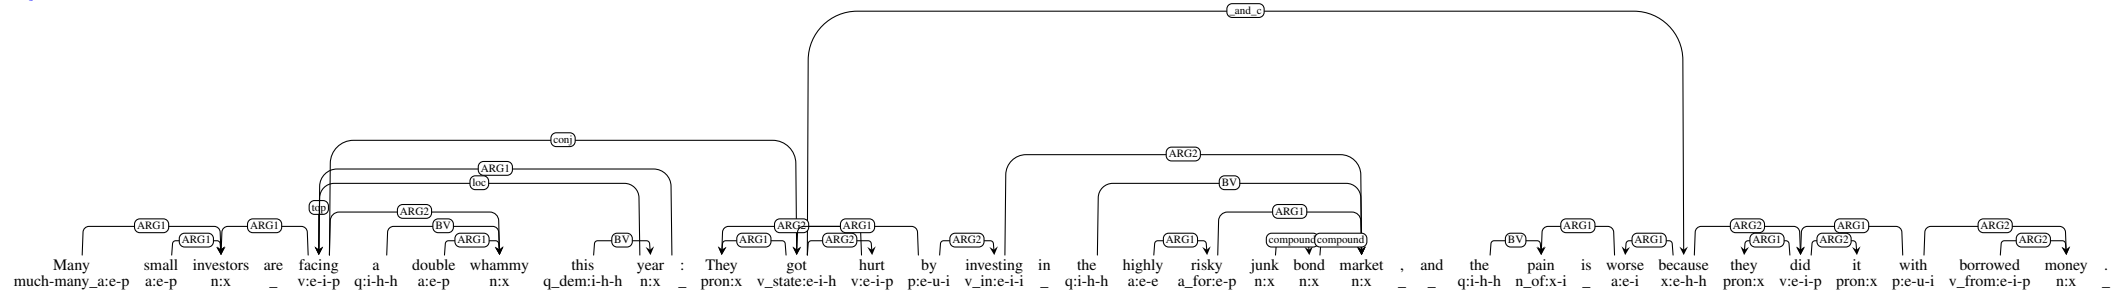 _and_c
conj
ARG1
loc
ARG2
BV
top
ARG2
ARG1
ARG1 ARG1 ARG2 BV ARG2 ARG1 ARG1 ARG2 ARG1 ARG2
ARG1 ARG1 BV ARG1 ARG2 ARG2 ARG1 compound compound BV ARG1 ARG1 ARG2 ARG2
Many small investors are facing a double whammy this year : They got hurt by investing in the highly risky junk bond market , and the pain is worse because they did it with borrowed money .
much-many_a:e-p a:e-p n:x _ v:e-i-p q:i-h-h a:e-p n:x q_dem:i-h-h n:x _ pron:x v_state:e-i-h v:e-i-p p:e-u-i v_in:e-i-i _ q:i-h-h a:e-e a_for:e-p n:x n:x n:x _ _ q:i-h-h n_of:x-i _ a:e-i x:e-h-h pron:x v:e-i-p pron:x p:e-u-i v_from:e-i-p n:x _